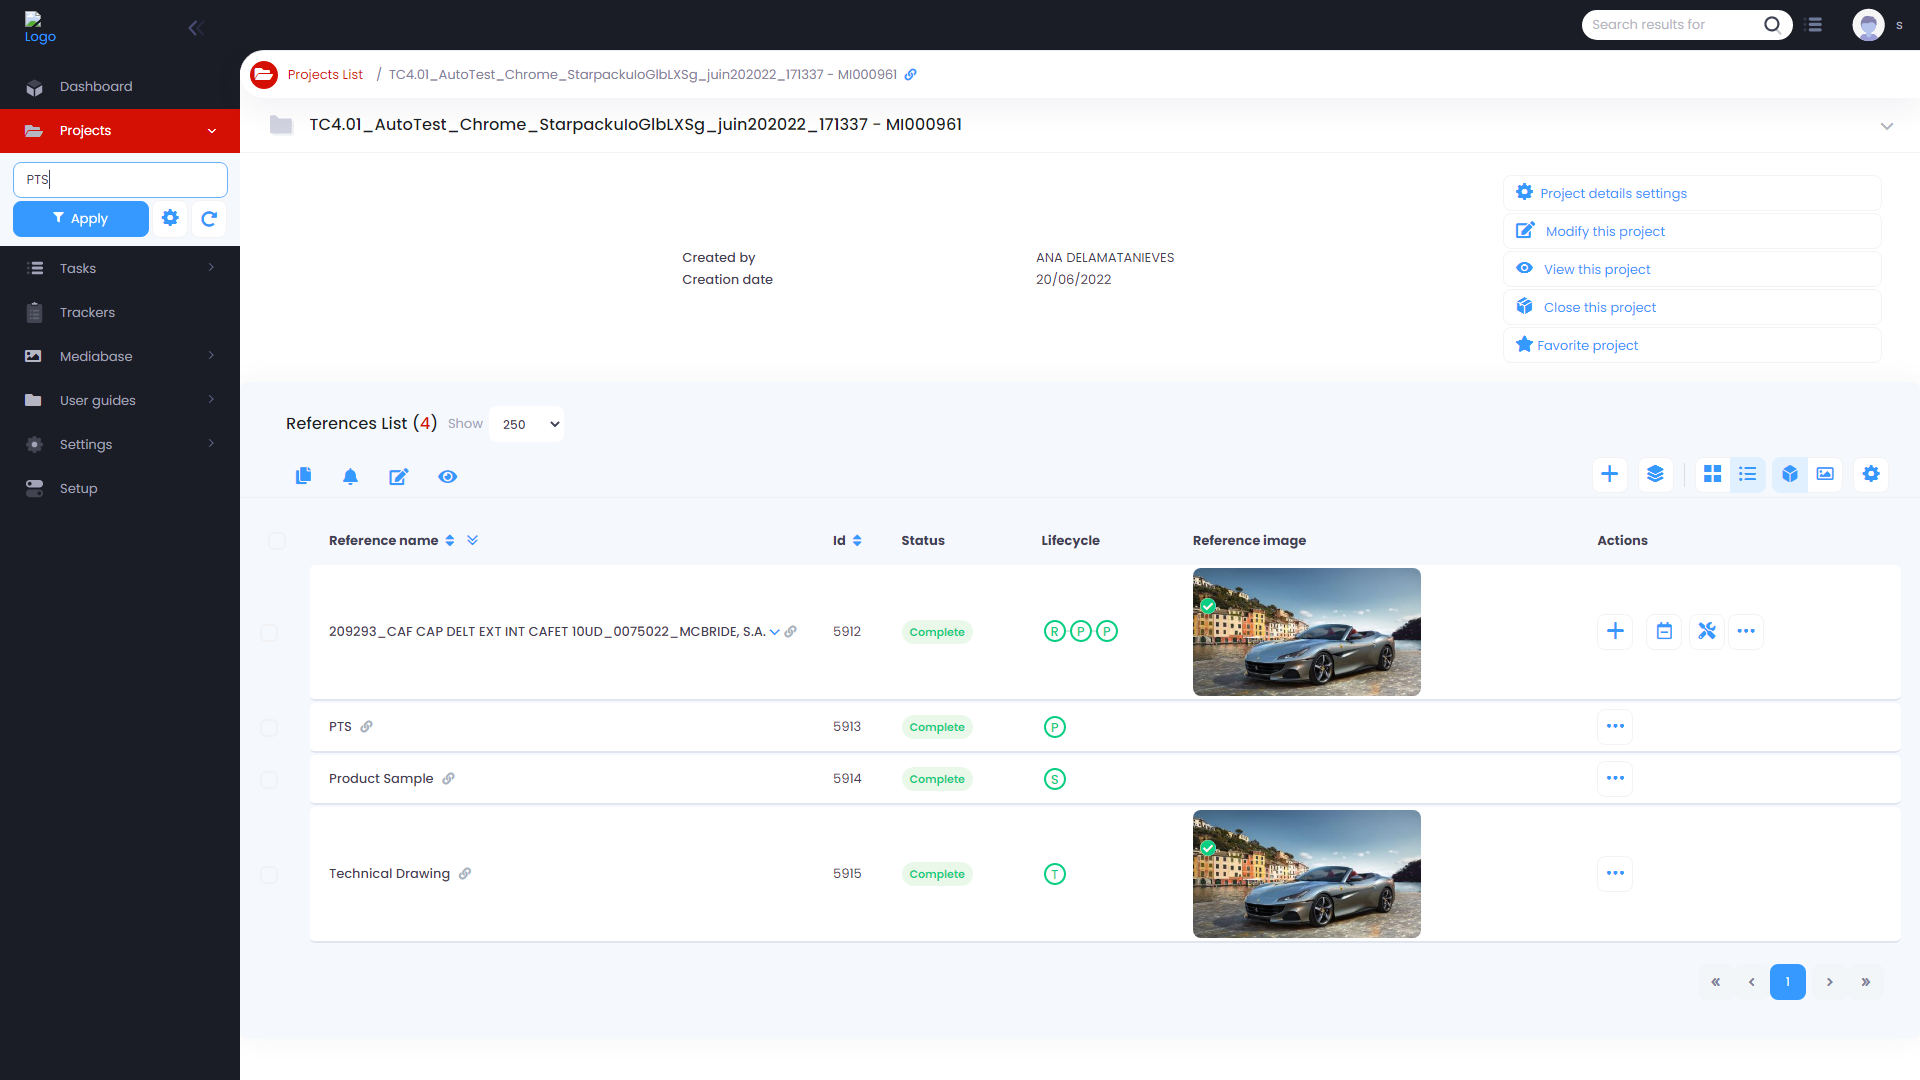 Logo
Search results for
s
Dashboard
Projects
PTS
Apply
Tasks
Trackers
Mediabase
User guides
Settings
Setup
Projects List / TC4.01_AutoTest_Chrome_StarpackuIoGlbLXSg_juin202022_171337 - MI000961
TC4.01_AutoTest_Chrome_StarpackuIoGlbLXSg_juin202022_171337 - MI000961
Created by ANA DELAMATANIEVES
Creation date 20/06/2022
Project details settings
Modify this project
View this project
Close this project
Favorite project
References List (4) Show 250
Reference name Id Status Lifecycle Reference image Actions
209293_CAF CAP DELT EXT INT CAFET 10UD_0075022_MCBRIDE, S.A. 5912 Complete R P P
PTS 5913 Complete P
Product Sample 5914 Complete S
Technical Drawing 5915 Complete T
« ‹ 1 › »